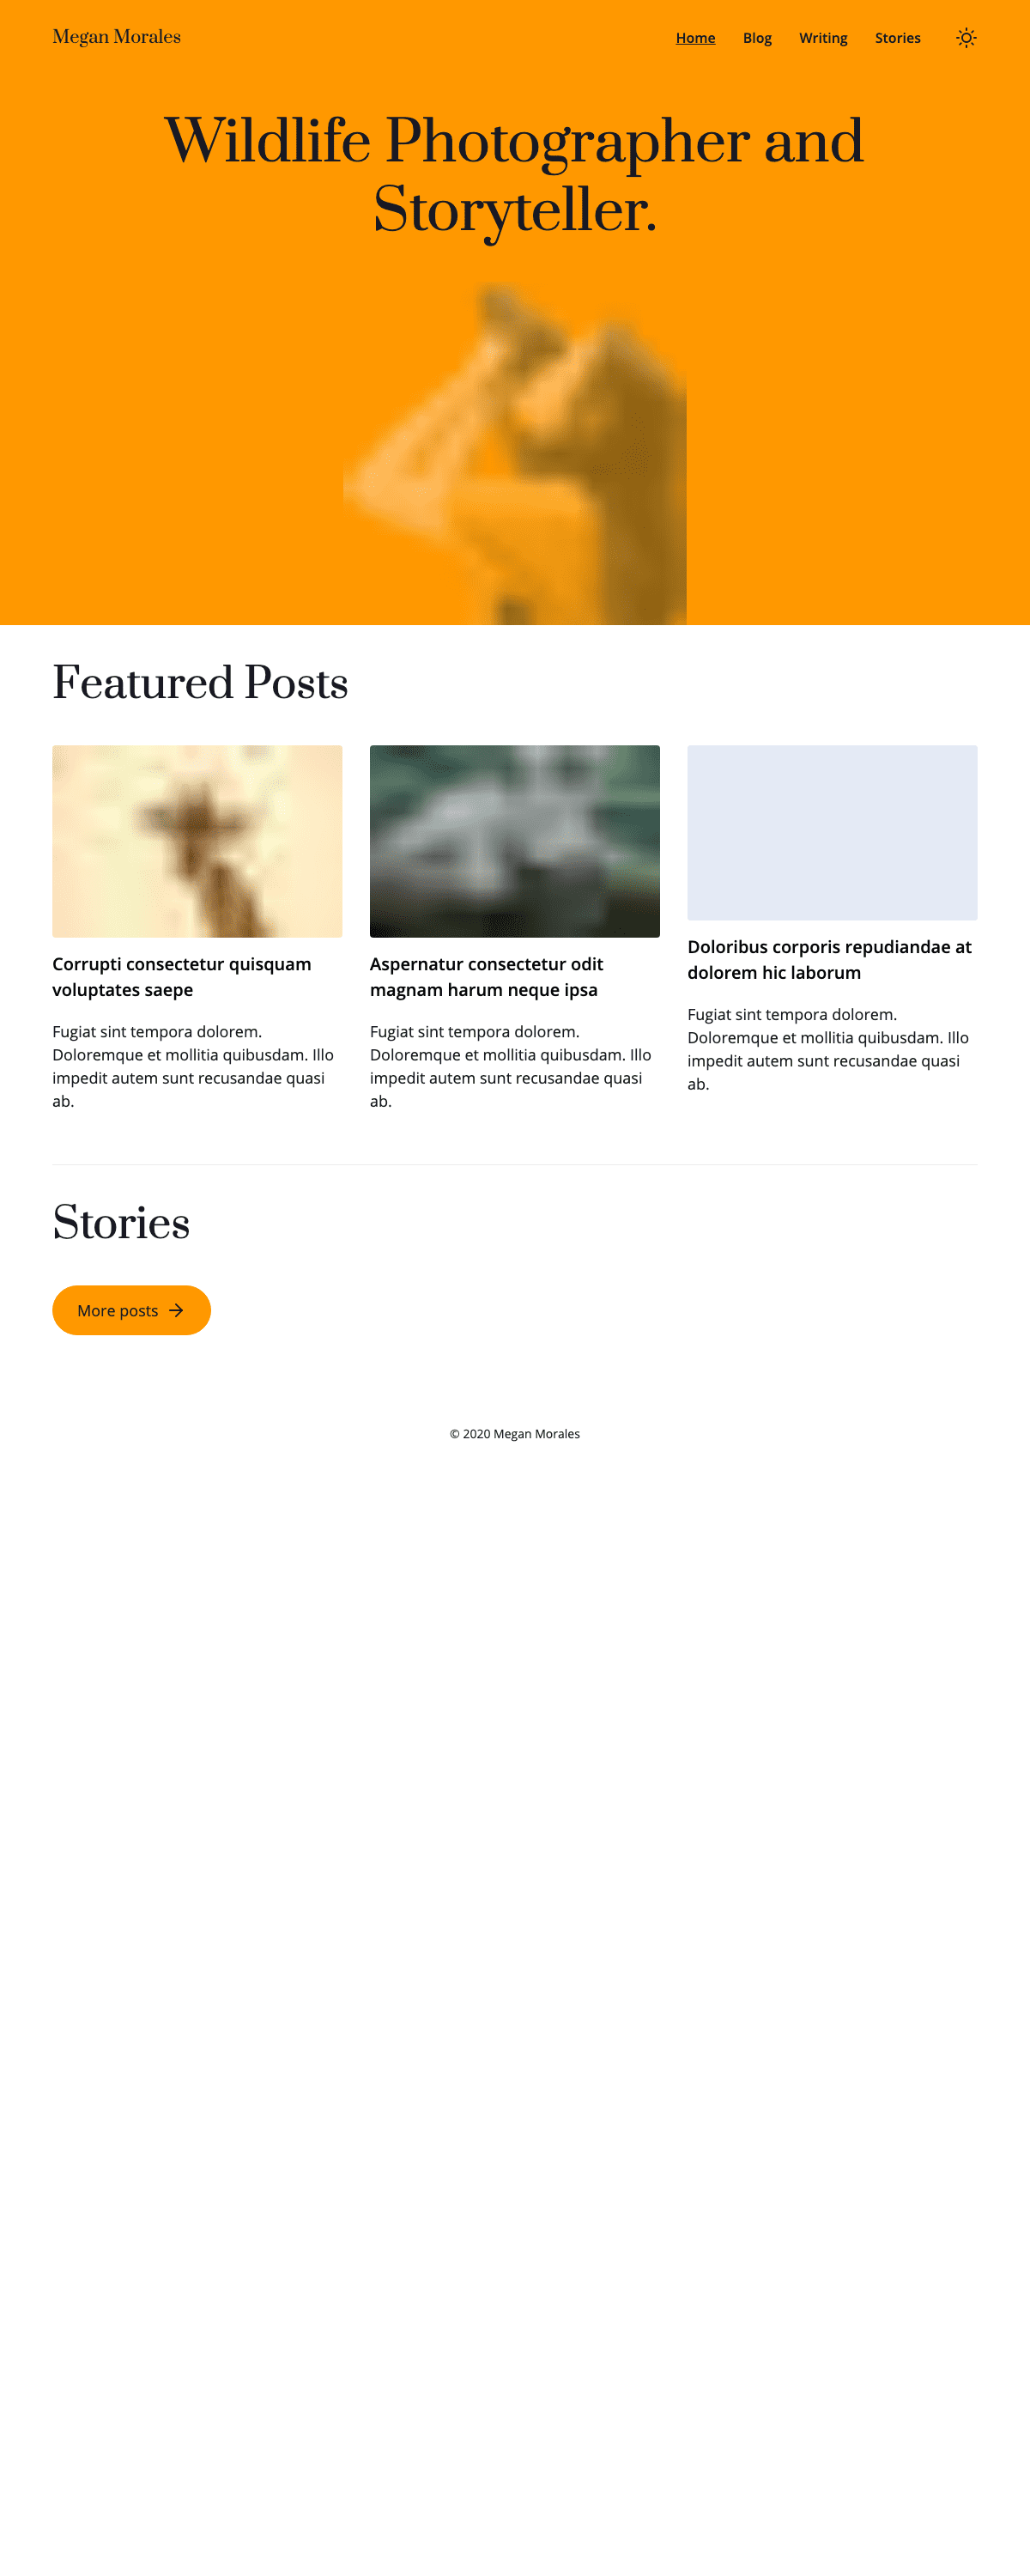 Megan Morales
Home Blog Writing Stories
Wildlife Photographer and
Storyteller.
Featured Posts
Corrupti consectetur quisquam
voluptates saepe
Fugiat sint tempora dolorem.
Doloremque et mollitia quibusdam. Illo
impedit autem sunt recusandae quasi
ab.
Aspernatur consectetur odit
magnam harum neque ipsa
Fugiat sint tempora dolorem.
Doloremque et mollitia quibusdam. Illo
impedit autem sunt recusandae quasi
ab.
Doloribus corporis repudiandae at
dolorem hic laborum
Fugiat sint tempora dolorem.
Doloremque et mollitia quibusdam. Illo
impedit autem sunt recusandae quasi
ab.
Stories
More posts
© 2020 Megan Morales